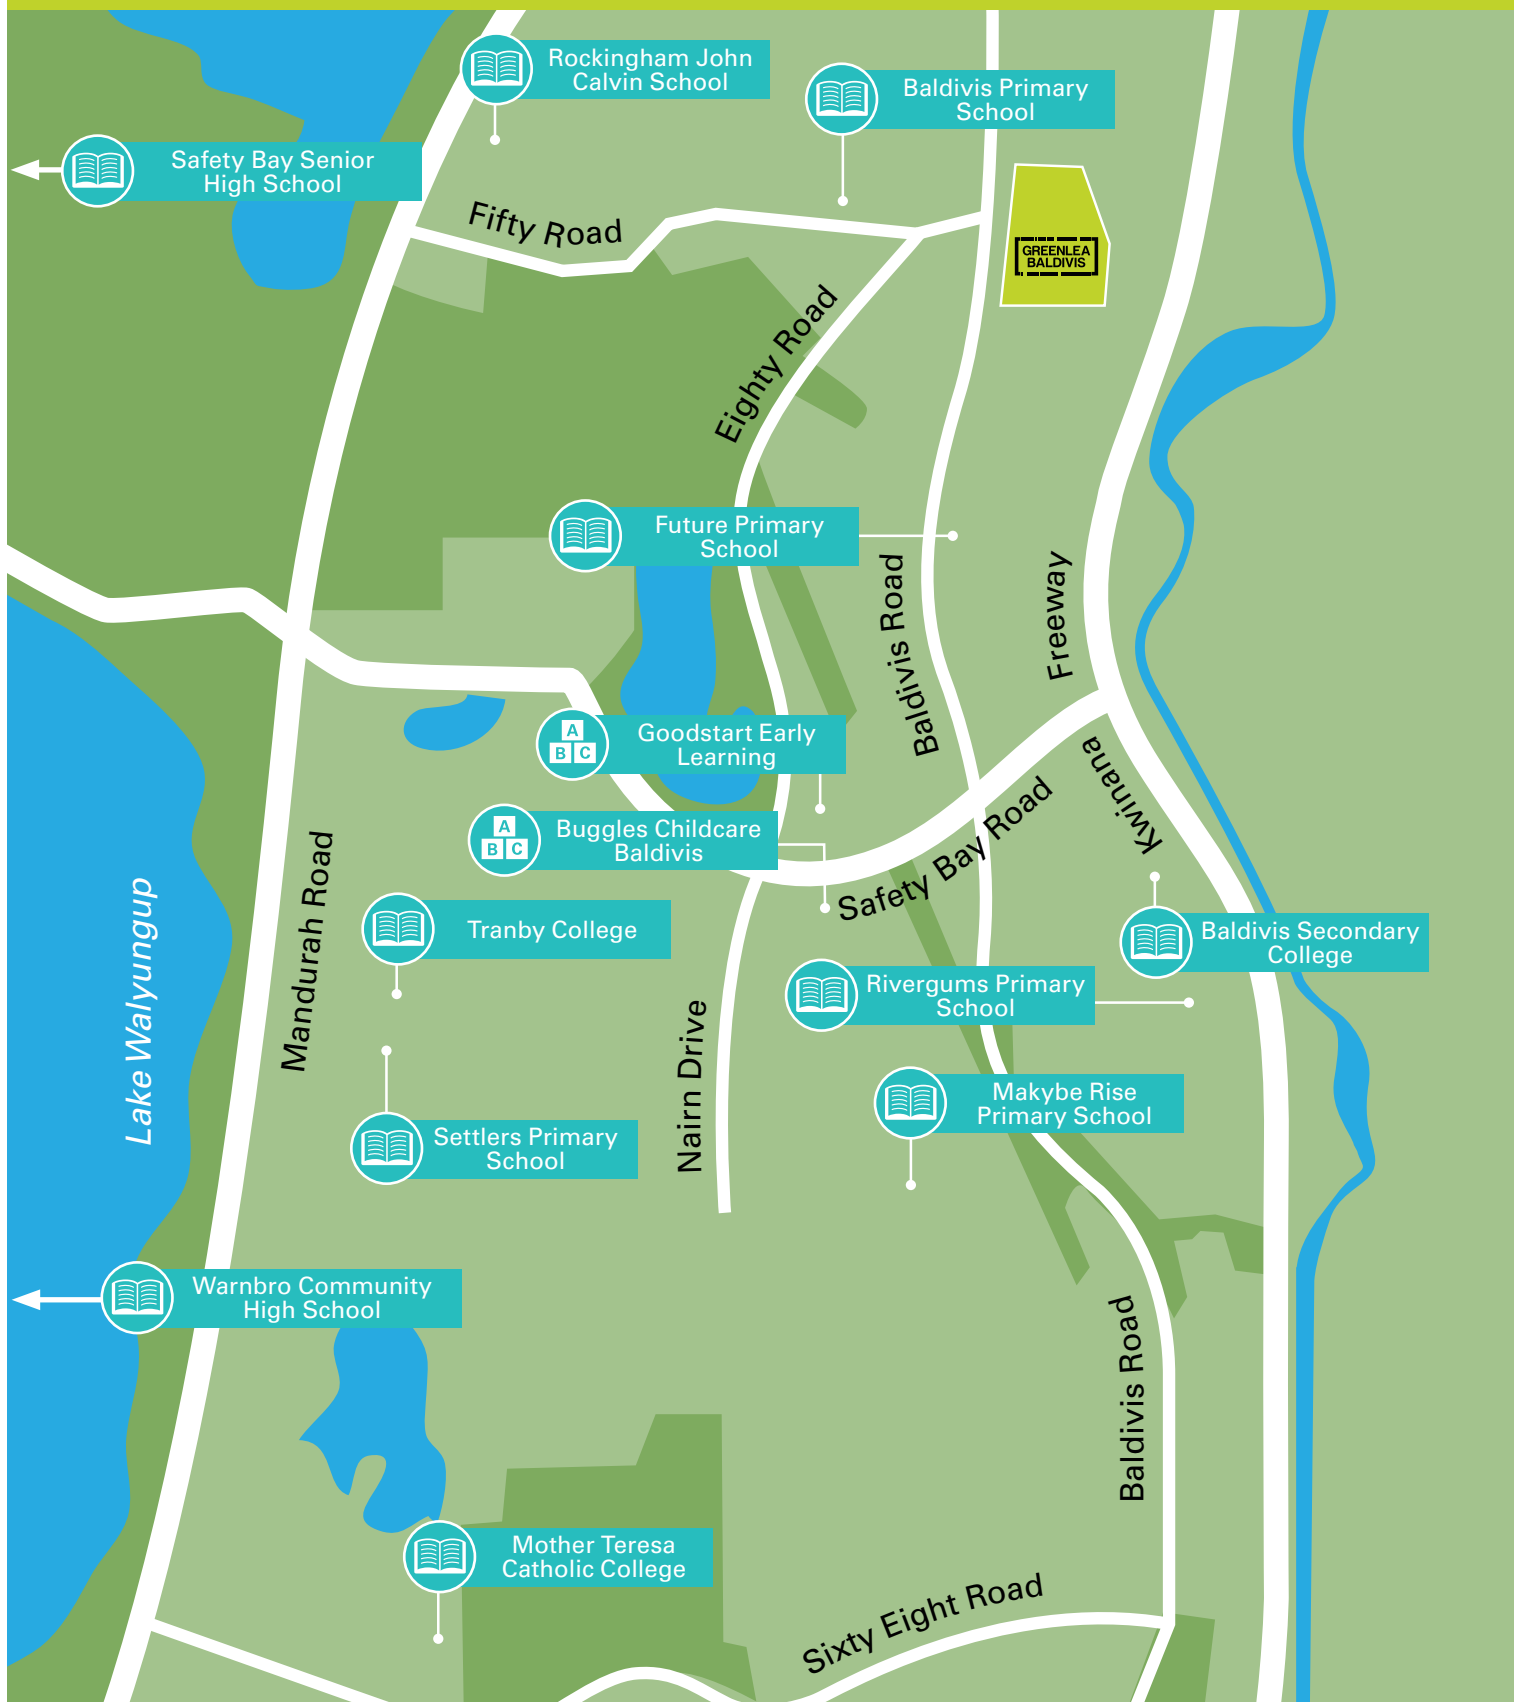 Rockingham John
Calvin School
Baldivis Primary
School
Safety Bay Senior
High School
Fifty Road
GREENLEA
BALDIVIS
Eighty Road
Future Primary
School
Baldivis Road
Freeway
Goodstart Early
Learning
A
B C
Kwinana
Safety Bay Road
Buggles Childcare
Baldivis
A
B C
Mandurah Road
Lake Walyungup
Tranby College
Baldivis Secondary
College
Rivergums Primary
School
Nairn Drive
Makybe Rise
Primary School
Settlers Primary
School
Warnbro Community
High School
Baldivis Road
Mother Teresa
Catholic College
Sixty Eight Road